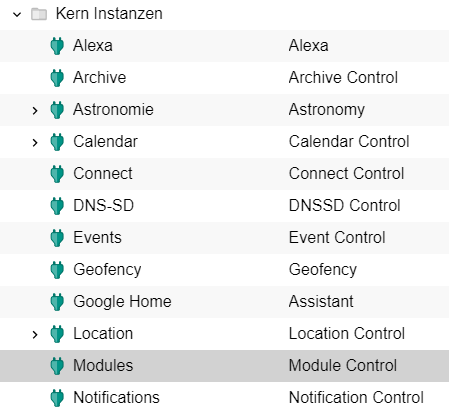 Kern Instanzen
Alexa Alexa
Archive Archive Control
Astronomie Astronomy
Calendar Calendar Control
Connect Connect Control
DNS-SD DNSSD Control
Events Event Control
Geofency Geofency
Google Home Assistant
Location Location Control
Modules Module Control
Notifications Notification Control